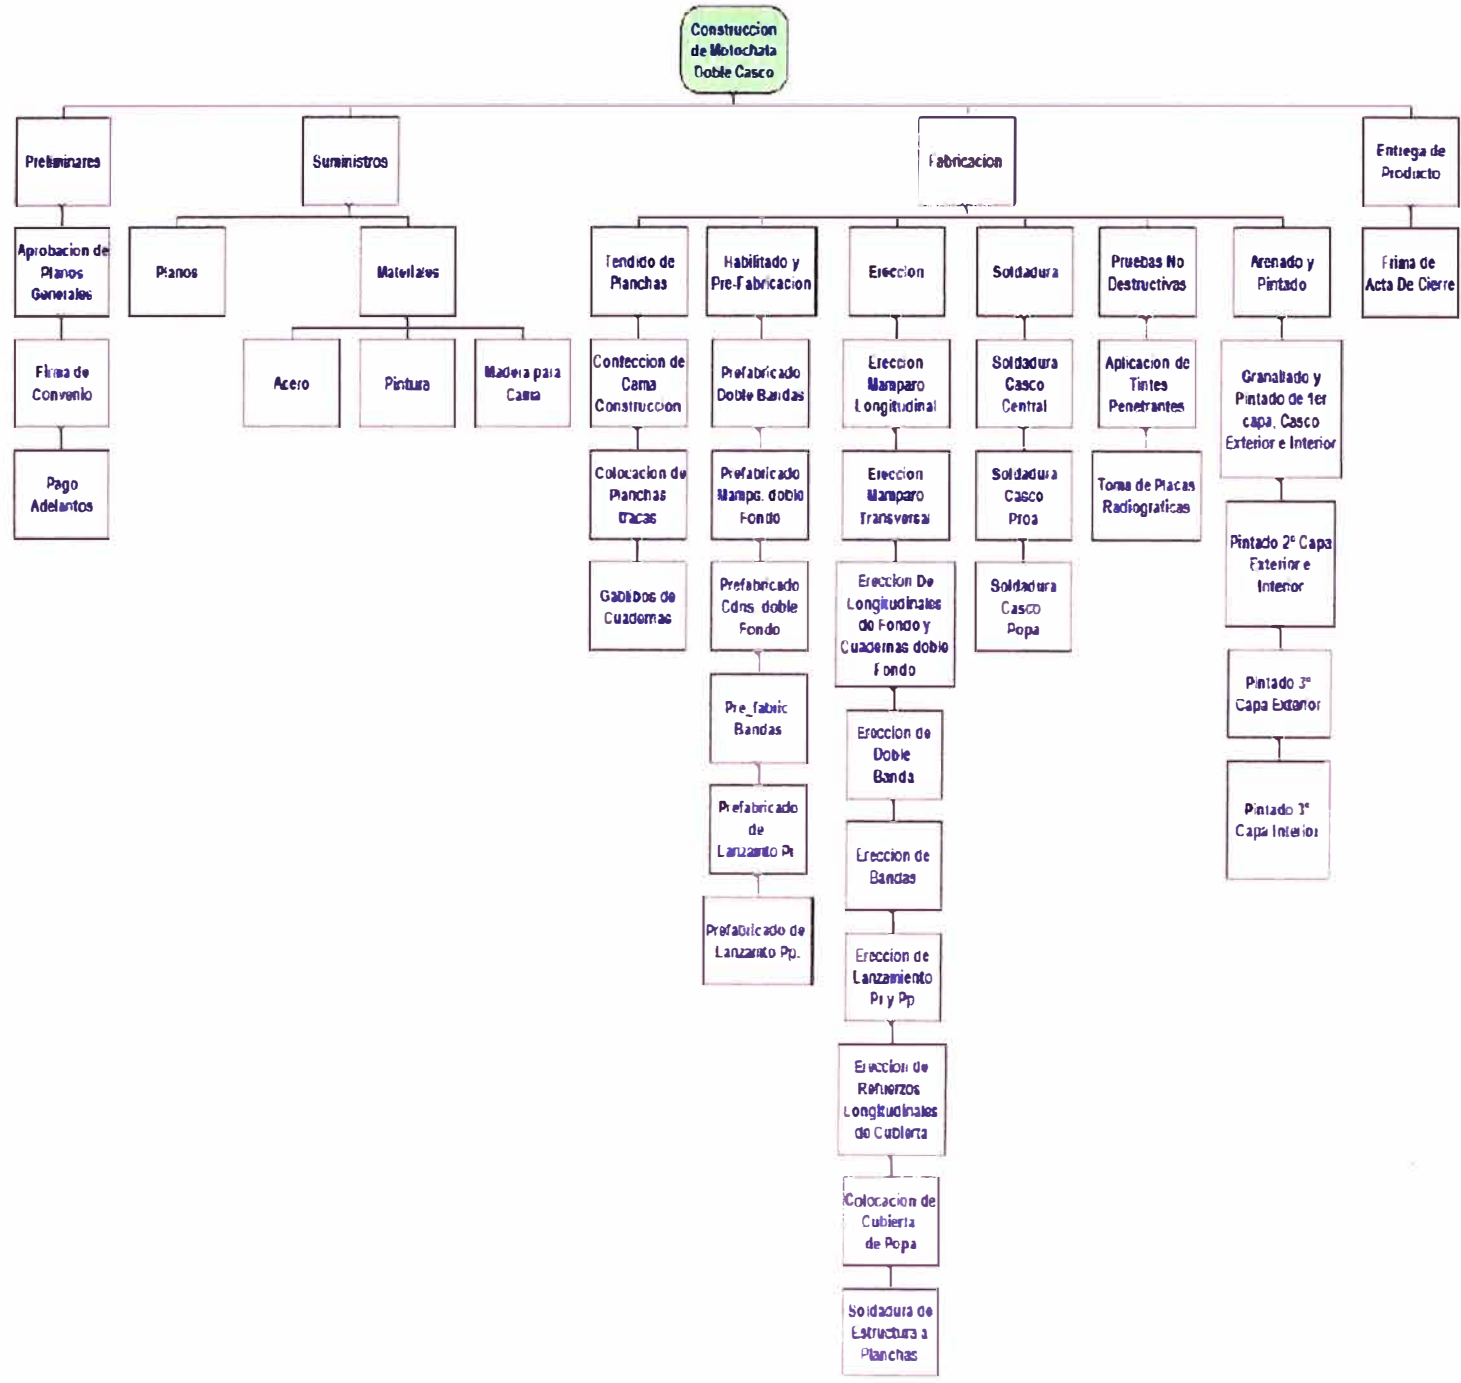 Construccion
de Motochata
Doble Casco
Preliminares
Suministros
Fabricacion
Entrega de
Producto
Aprobacion de
Planos
Generales
Planos
Materiales
Tendido de
Planchas
Habilitado y
Pre-Fabricacion
Ereccion
Soldadura
Pruebas No
Destructivas
Arenado y
Pintado
Frima de
Acta De Cierre
Firma de
Convenio
Acero
Pintura
Madera para
Cama
Confeccion de
Cama
Construccion
Prefabricado
Doble Bandas
Ereccion
Mamparo
Longitudinal
Soldadura
Casco
Central
Aplicacion de
Tintes
Penetrantes
Granallado y
Pintado de 1er
capa, Casco
Exterior e Interior
Pago
Adelantos
Colocacion de
Planchas
tracas
Prefabricado
Mamps. doble
Fondo
Ereccion
Mamparo
Transversal
Soldadura
Casco
Proa
Toma de Placas
Radiograficas
Pintado 2ª Capa
Exterior e
Interior
Galibos de
Cuadernas
Prefabricado
Cdns. doble
Fondo
Ereccion De
Longitudinales
de Fondo y
Cuadernas doble
Fondo
Soldadura
Casco
Popa
Pintado 3ª
Capa Exterior
Pre_fabric
Bandas
Ereccion de
Doble
Banda
Pintado 3ª
Capa Interior
Prefabricado
de
Lanzamto Pr
Ereccion de
Bandas
Prefabricado de
Lanzamto Pp.
Ereccion de
Lanzamiento
Pr y Pp
Ereccion de
Refuerzos
Longitudinales
de Cubierta
Colocacion de
Cubierta
de Popa
Soldadura de
Estructura a
Planchas